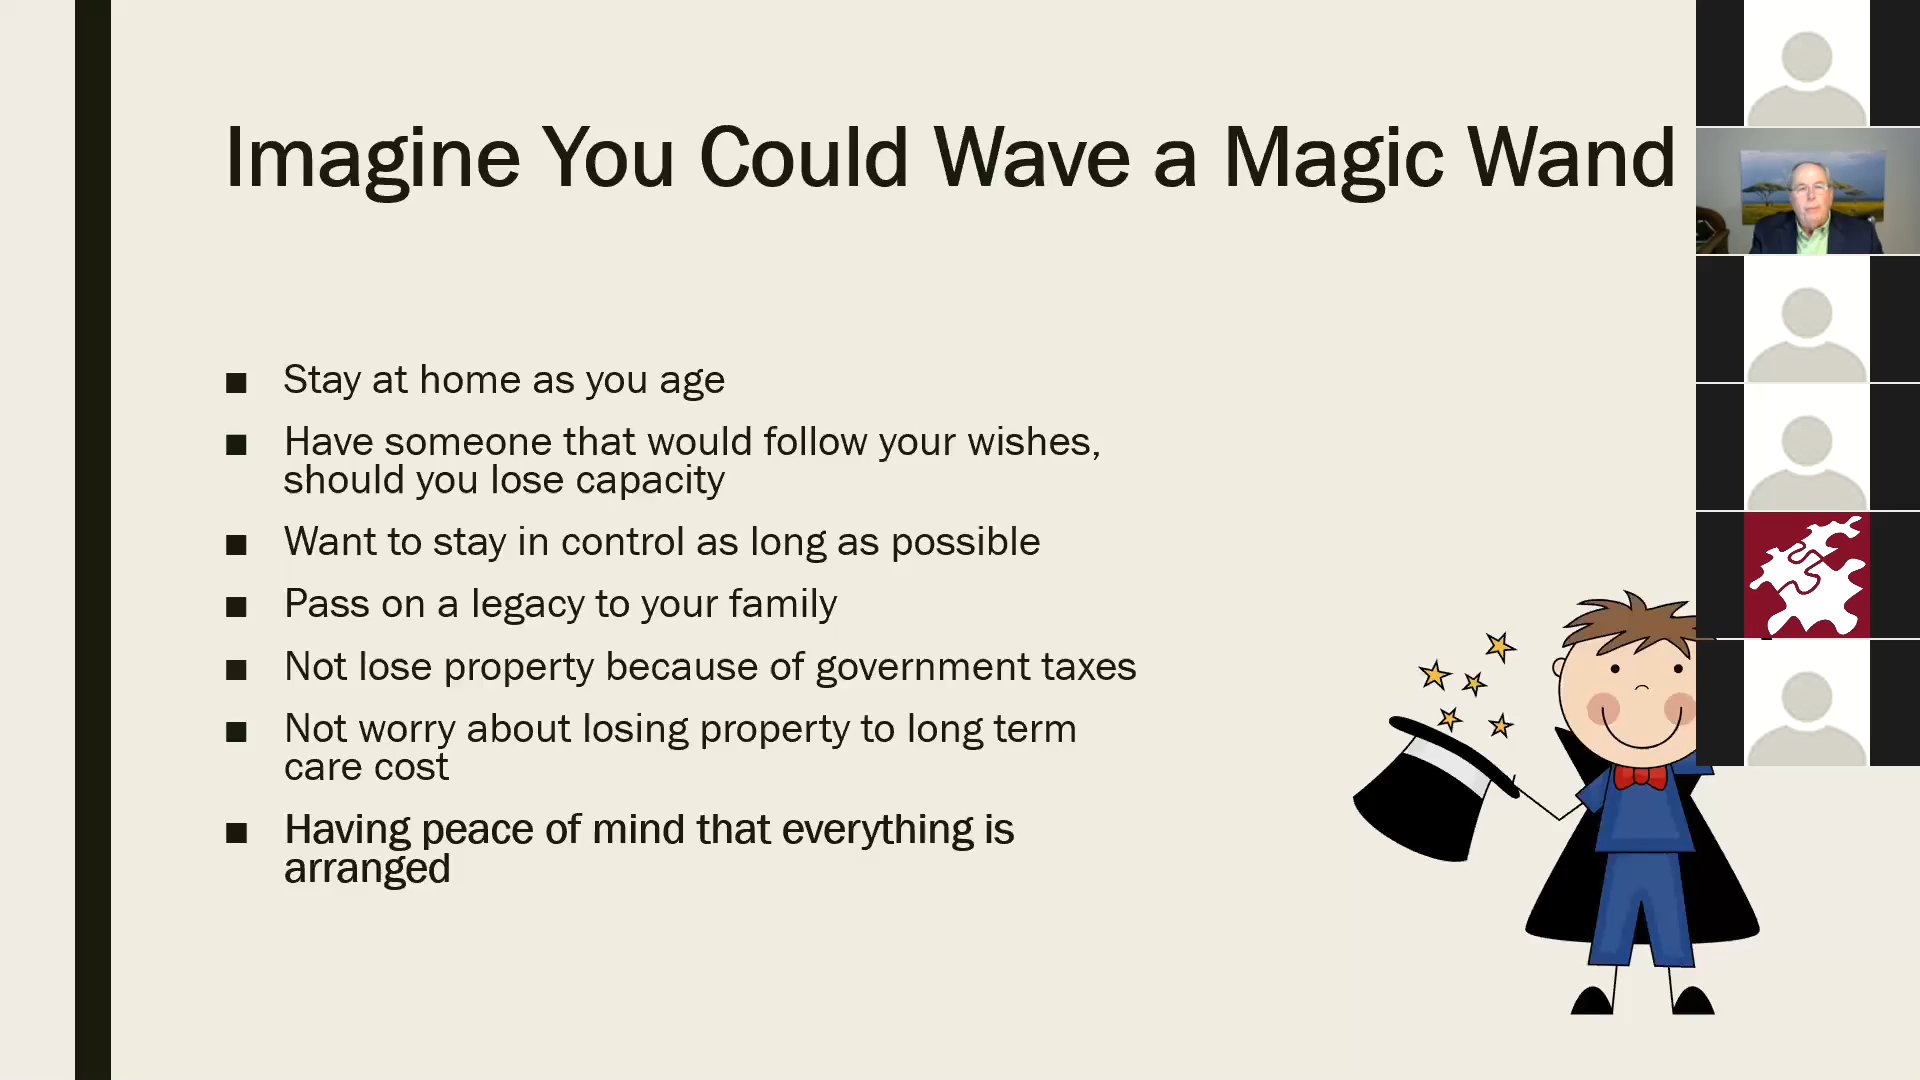 Imagine You Could Wave a Magic Wand
■ Stay at home as you age
■ Have someone that would follow your wishes,
should you lose capacity
■ Want to stay in control as long as possible
■ Pass on a legacy to your family
■ Not lose property because of government taxes
■ Not worry about losing property to long term
care cost
■ Having peace of mind that everything is
arranged